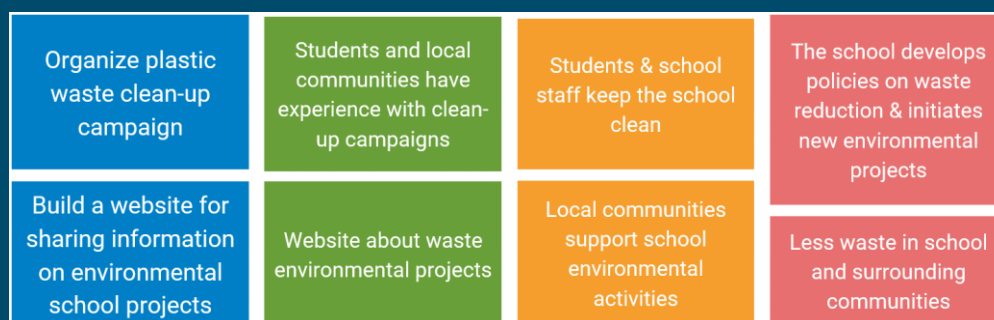 Organize plastic
waste clean-up
campaign
Students and local
communities have
experience with clean-
up campaigns
Students & school
staff keep the school
clean
The school develops
policies on waste
reduction & initiates
new environmental
projects
Build a website for
sharing information
on environmental
school projects
Website about waste
environmental projects
Local communities
support school
environmental
activities
Less waste in school
and surrounding
communities